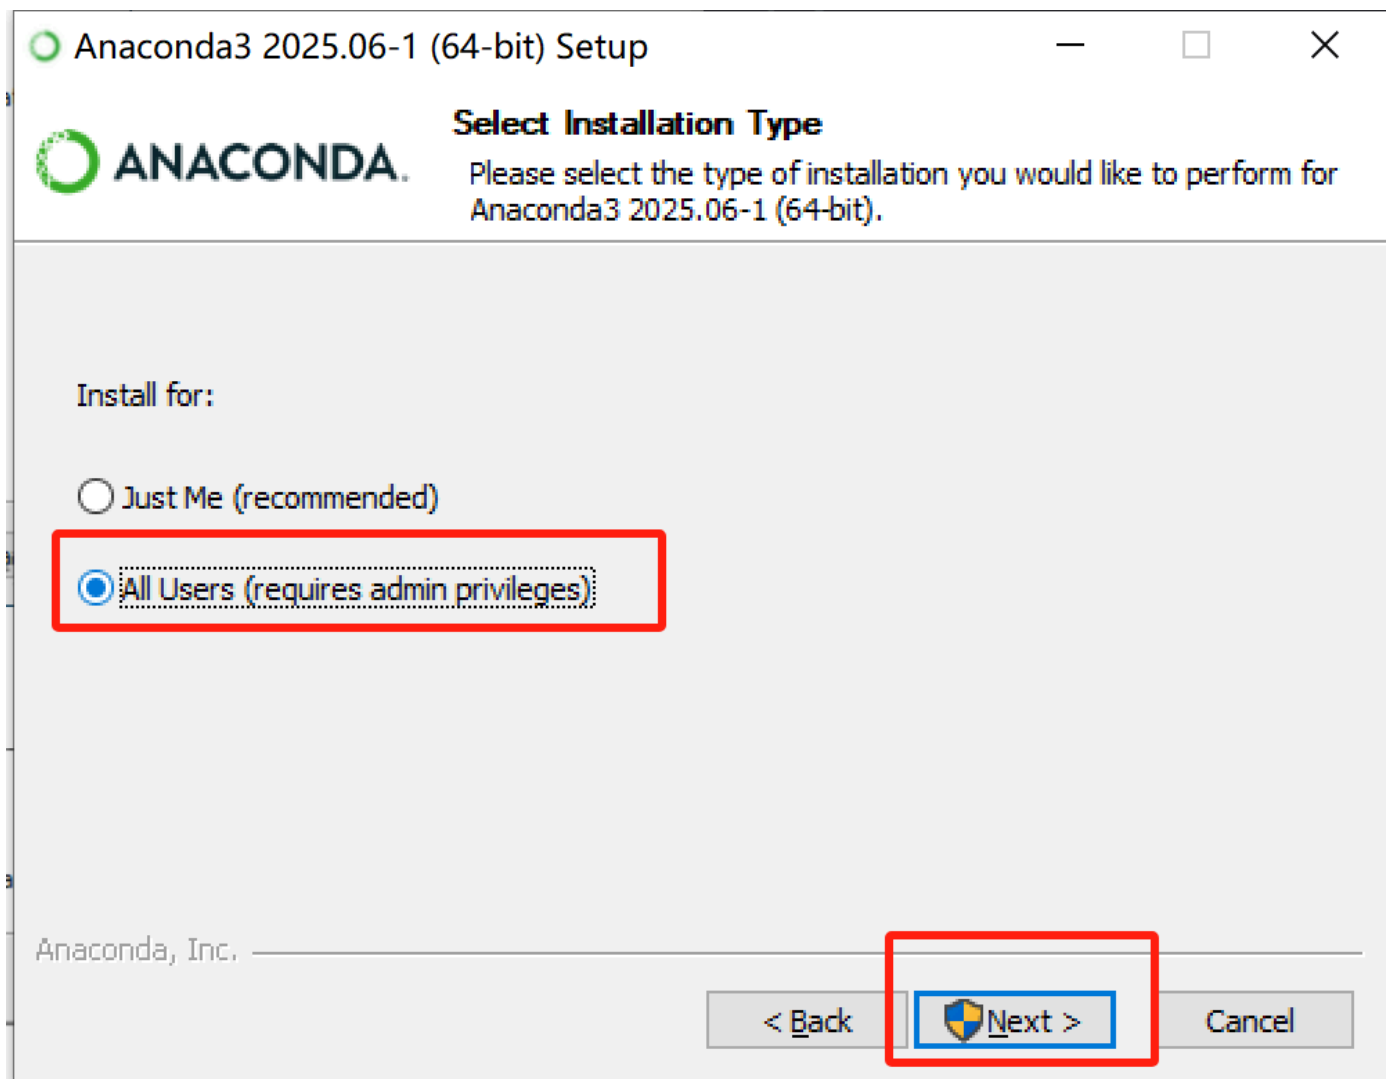 Anaconda3 2025.06-1 (64-bit) Setup
ANACONDA.
Select Installation Type
Please select the type of installation you would like to perform for
Anaconda3 2025.06-1 (64-bit).
Install for:
Just Me (recommended)
All Users (requires admin privileges)
Anaconda, Inc.
< Back
Next >
Cancel